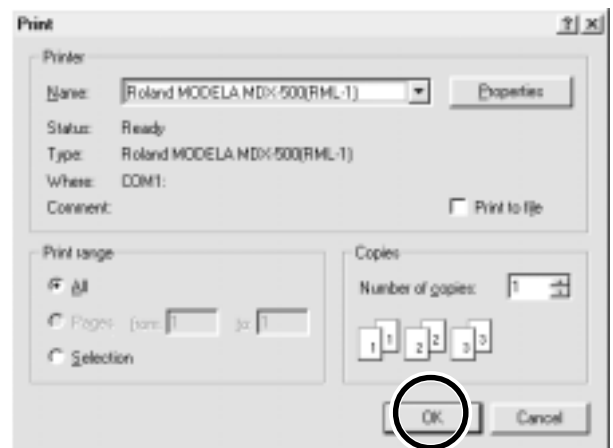 Print
Printer
Name: Roland MODELA MDX-500(RML-1) Properties
Status: Ready
Type: Roland MODELA MDX-500(RML-1)
Where: COM1:
Comment: Print to file
Print range
All
Pages from: 1 to: 1
Selection
Copies
Number of copies: 1
1 1 2 2 3 3
OK Cancel